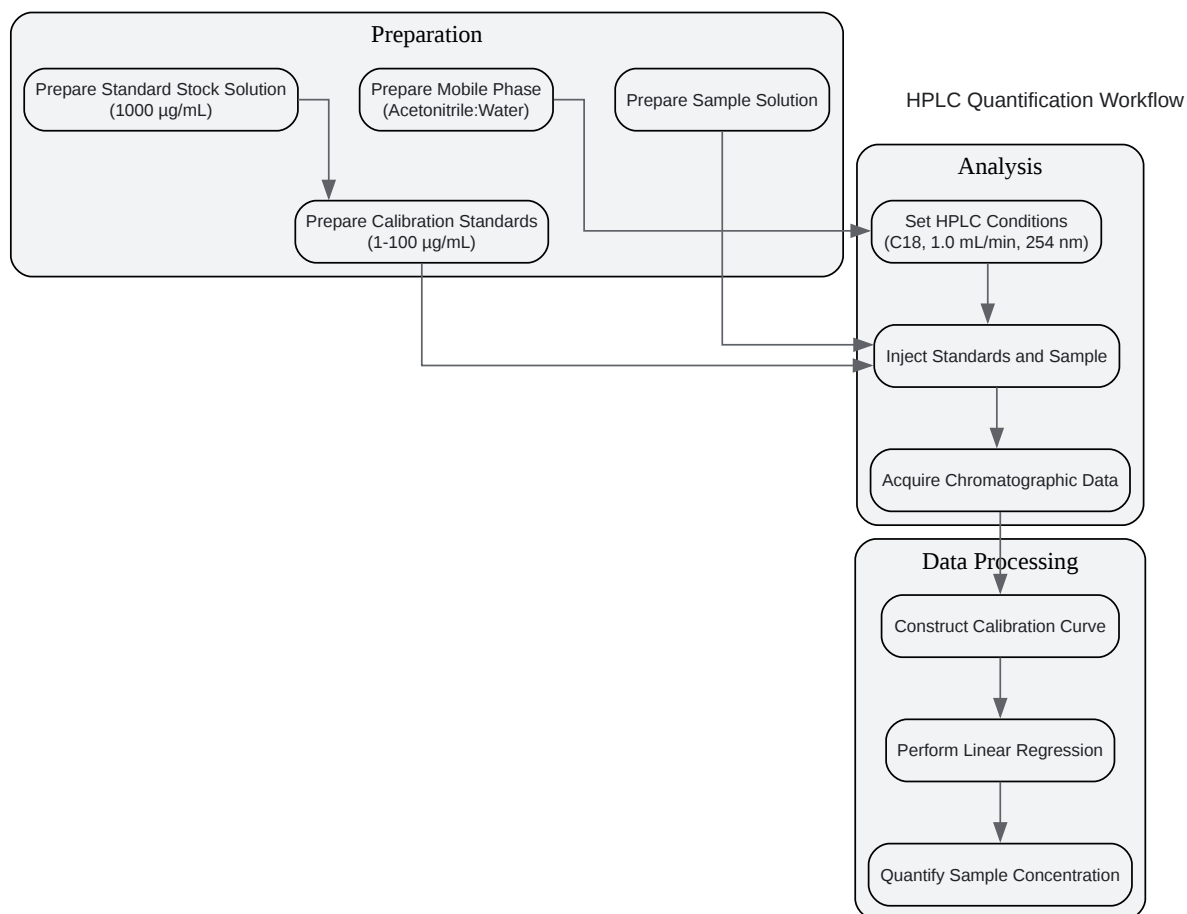 Preparation
Prepare Standard Stock Solution
(1000 µg/mL)
Prepare Mobile Phase
(Acetonitrile:Water)
Prepare Sample Solution
Prepare Calibration Standards
(1-100 µg/mL)
HPLC Quantification Workflow
Analysis
Set HPLC Conditions
(C18, 1.0 mL/min, 254 nm)
Inject Standards and Sample
Acquire Chromatographic Data
Data Processing
Construct Calibration Curve
Perform Linear Regression
Quantify Sample Concentration